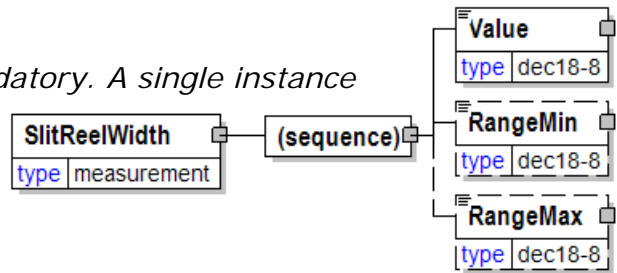 datory. A single instance
SlitReelWidth
type measurement
(sequence)
Value
type dec18-8
RangeMin
type dec18-8
RangeMax
type dec18-8